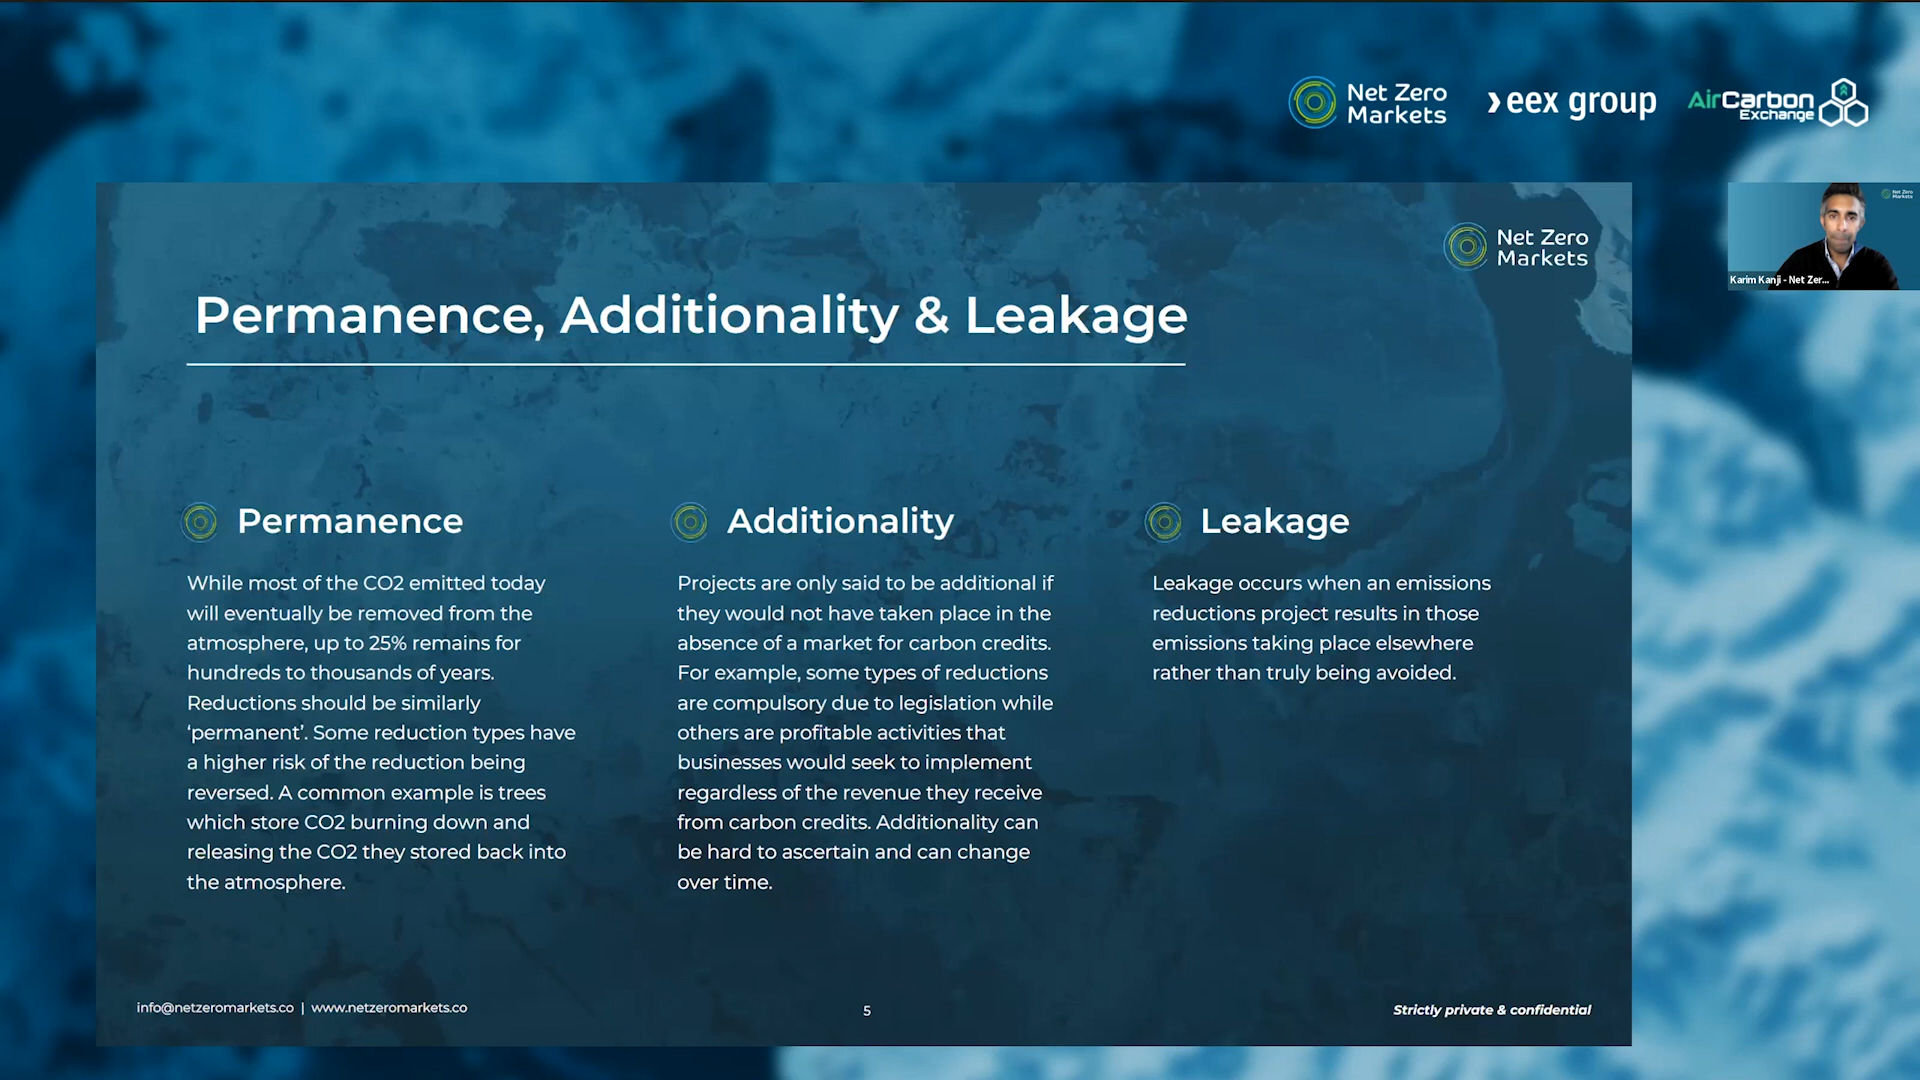 Net Zero
Markets
eex group
AirCarbon
Exchange
Net Zero
Markets
Karim Kanji - Net Zer...
Net Zero
Markets
Permanence, Additionality & Leakage
Permanence
While most of the CO2 emitted today
will eventually be removed from the
atmosphere, up to 25% remains for
hundreds to thousands of years.
Reductions should be similarly
‘permanent’. Some reduction types have
a higher risk of the reduction being
reversed. A common example is trees
which store CO2 burning down and
releasing the CO2 they stored back into
the atmosphere.
Additionality
Projects are only said to be additional if
they would not have taken place in the
absence of a market for carbon credits.
For example, some types of reductions
are compulsory due to legislation while
others are profitable activities that
businesses would seek to implement
regardless of the revenue they receive
from carbon credits. Additionality can
be hard to ascertain and can change
over time.
Leakage
Leakage occurs when an emissions
reductions project results in those
emissions taking place elsewhere
rather than truly being avoided.
info@netzeromarkets.co | www.netzeromarkets.co
5
Strictly private & confidential